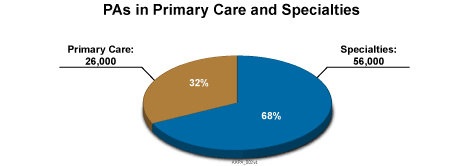 PAs in Primary Care and Specialties
Primary Care:
26,000
Specialties:
56,000
32%
68%